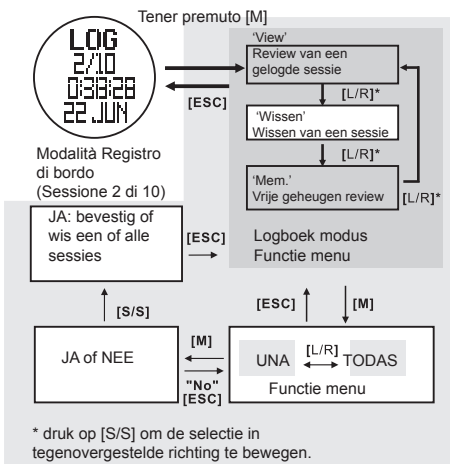 Tener premuto [M]
LOG
2/10
0:38:28
22 JUN
[ESC]
'View'
Review van een
gelogde sessie
[L/R]*
'Wissen'
Wissen van een sessie
[L/R]*
'Mem.'
Vrije geheugen review
[L/R]*
Modalità Registro
di bordo
(Sessione 2 di 10)
Logboek modus
Functie menu
JA: bevestig of
wis een of alle
sessies
[ESC]
[S/S]
[ESC]
[M]
JA of NEE
[M]
"No"
[ESC]
UNA
[L/R]
TODAS
Functie menu
* druk op [S/S] om de selectie in
tegenovergestelde richting te bewegen.